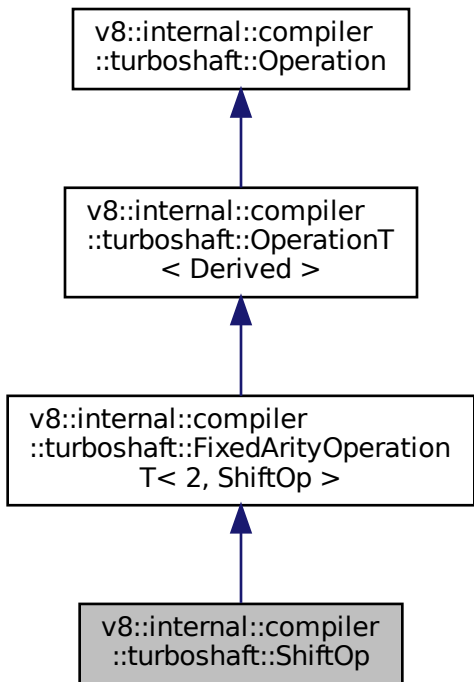 v8::internal::compiler
::turboshaft::Operation
v8::internal::compiler
::turboshaft::OperationT
< Derived >
v8::internal::compiler
::turboshaft::FixedArityOperation
T< 2, ShiftOp >
v8::internal::compiler
::turboshaft::ShiftOp